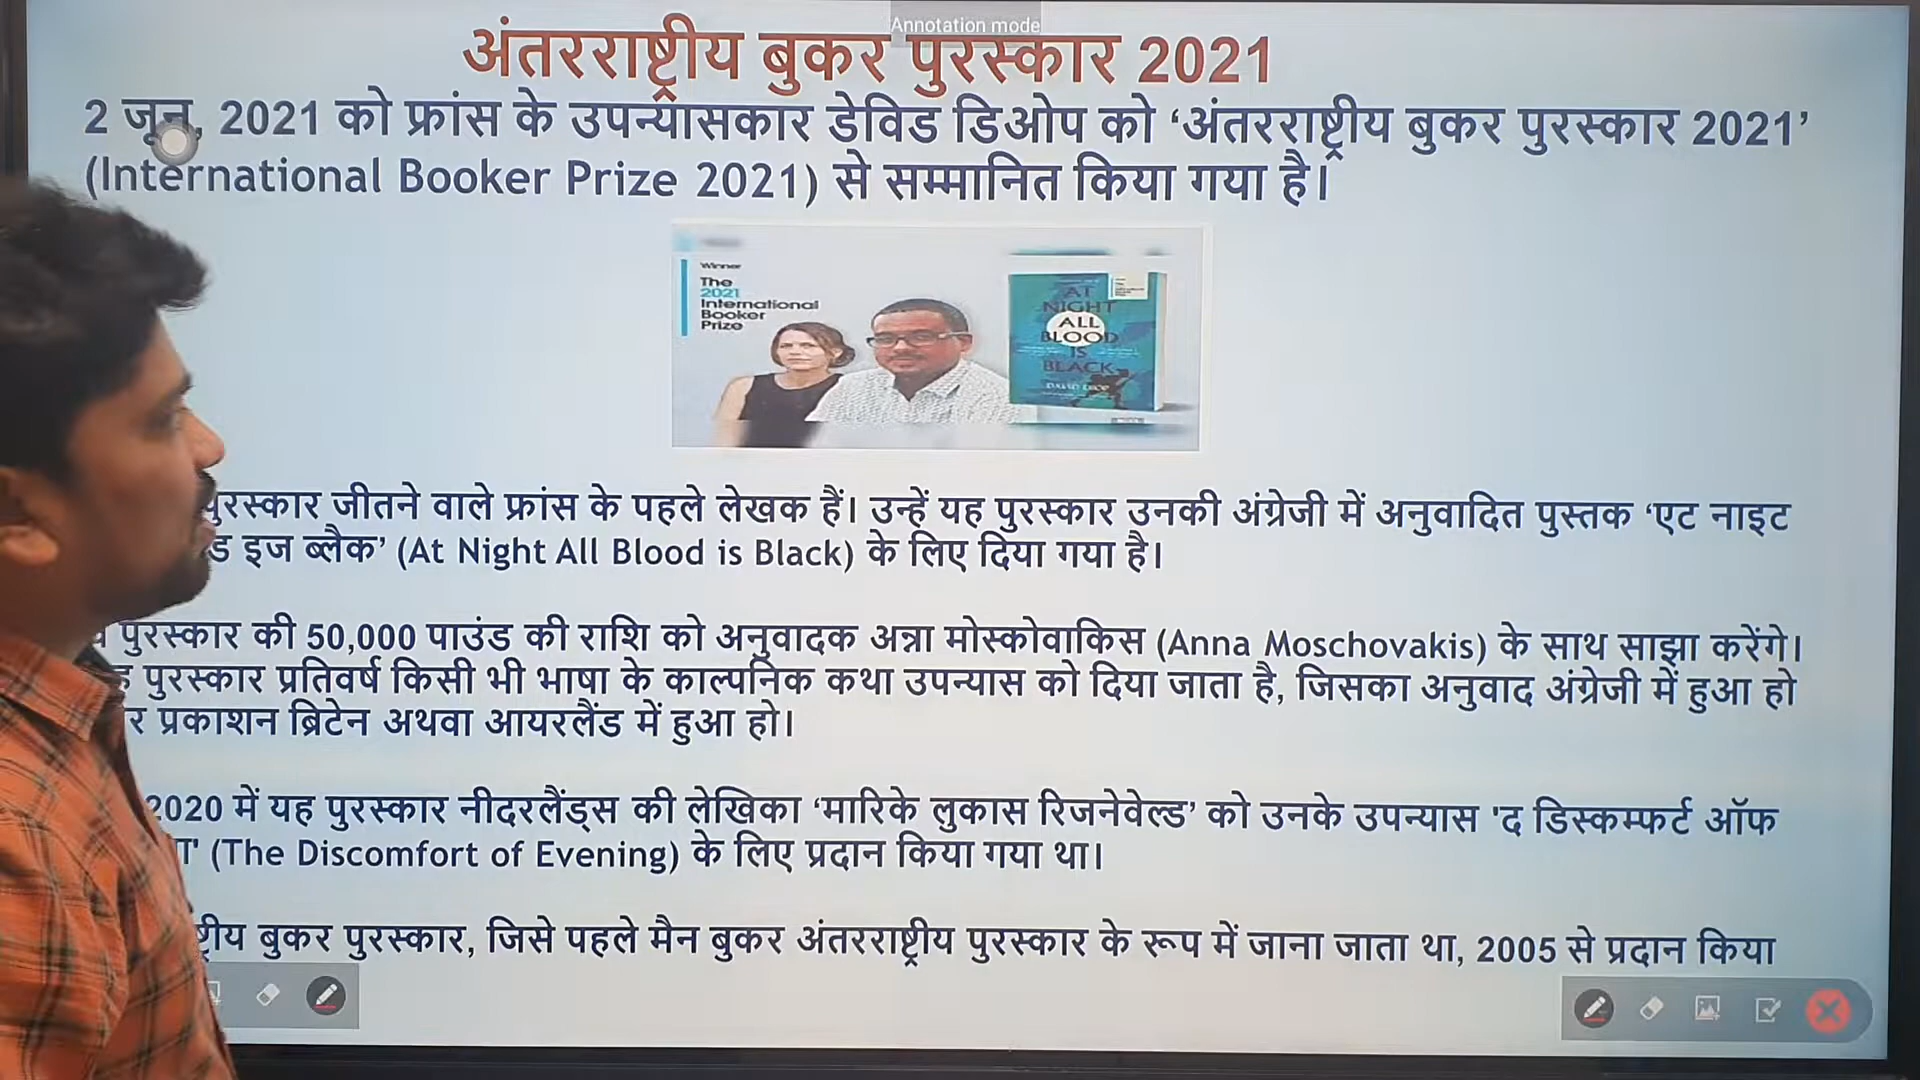 Annotation mode
अंतरराष्ट्रीय बुकर पुरस्कार 2021
2 जून, 2021 को फ्रांस के उपन्यासकार डेविड डिओप को ‘अंतरराष्ट्रीय बुकर पुरस्कार 2021’
(International Booker Prize 2021) से सम्मानित किया गया है।
Winner
The
2021
International
Booker
Prize
AT
NIGHT
ALL
BLOOD
IS
BLACK
DAVID DIOP
पुरस्कार जीतने वाले फ्रांस के पहले लेखक हैं। उन्हें यह पुरस्कार उनकी अंग्रेजी में अनुवादित पुस्तक ‘एट नाइट
इज ब्लैक’ (At Night All Blood is Black) के लिए दिया गया है।
पुरस्कार की 50,000 पाउंड की राशि को अनुवादक अन्ना मोस्कोवाकिस (Anna Moschovakis) के साथ साझा करेंगे।
पुरस्कार प्रतिवर्ष किसी भी भाषा के काल्पनिक कथा उपन्यास को दिया जाता है, जिसका अनुवाद अंग्रेजी में हुआ हो
प्रकाशन ब्रिटेन अथवा आयरलैंड में हुआ हो।
2020 में यह पुरस्कार नीदरलैंड्स की लेखिका ‘मारिके लुकास रिजनेवेल्ड’ को उनके उपन्यास 'द डिस्कम्फर्ट ऑफ
(The Discomfort of Evening) के लिए प्रदान किया गया था।
बुकर पुरस्कार, जिसे पहले मैन बुकर अंतरराष्ट्रीय पुरस्कार के रूप में जाना जाता था, 2005 से प्रदान किया